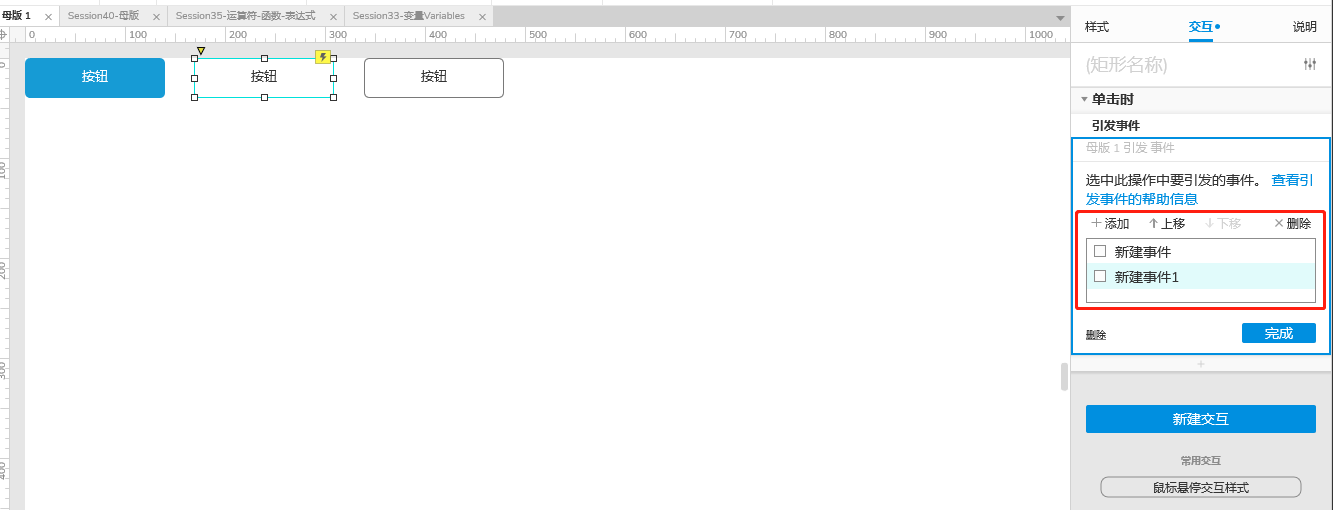 母版 1
Session40-母版
Session35-运算符-函数-表达式
Session33-变量Variables
样式
交互
说明
0
100
200
300
400
500
600
700
800
900
1000
(矩形名称)
0
100
200
300
400
按钮
按钮
按钮
单击时
引发事件
母版 1 引发 事件
选中此操作中要引发的事件。 查看引
发事件的帮助信息
添加
上移
下移
删除
新建事件
新建事件1
删除
完成
新建交互
常用交互
鼠标悬停交互样式